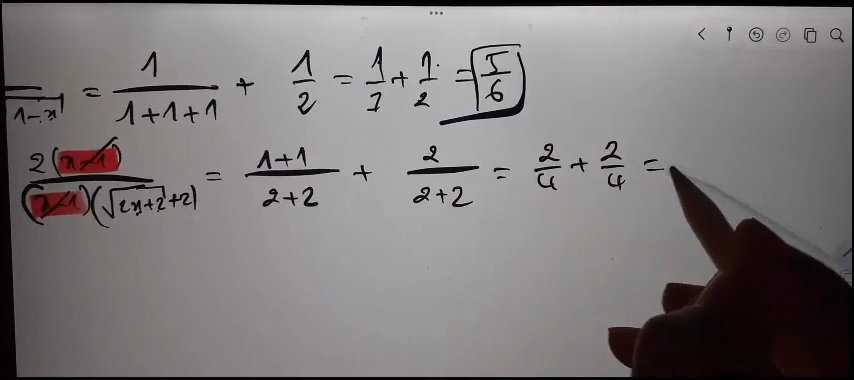 1-x = 1/(1+1+1) + 1/2 = 1/3 + 1/2 = 5/6
2(x-1)/((x-1)(√(2x+2)+2)) = (1+1)/(2+2) + 2/(2+2) = 2/4 + 2/4 =